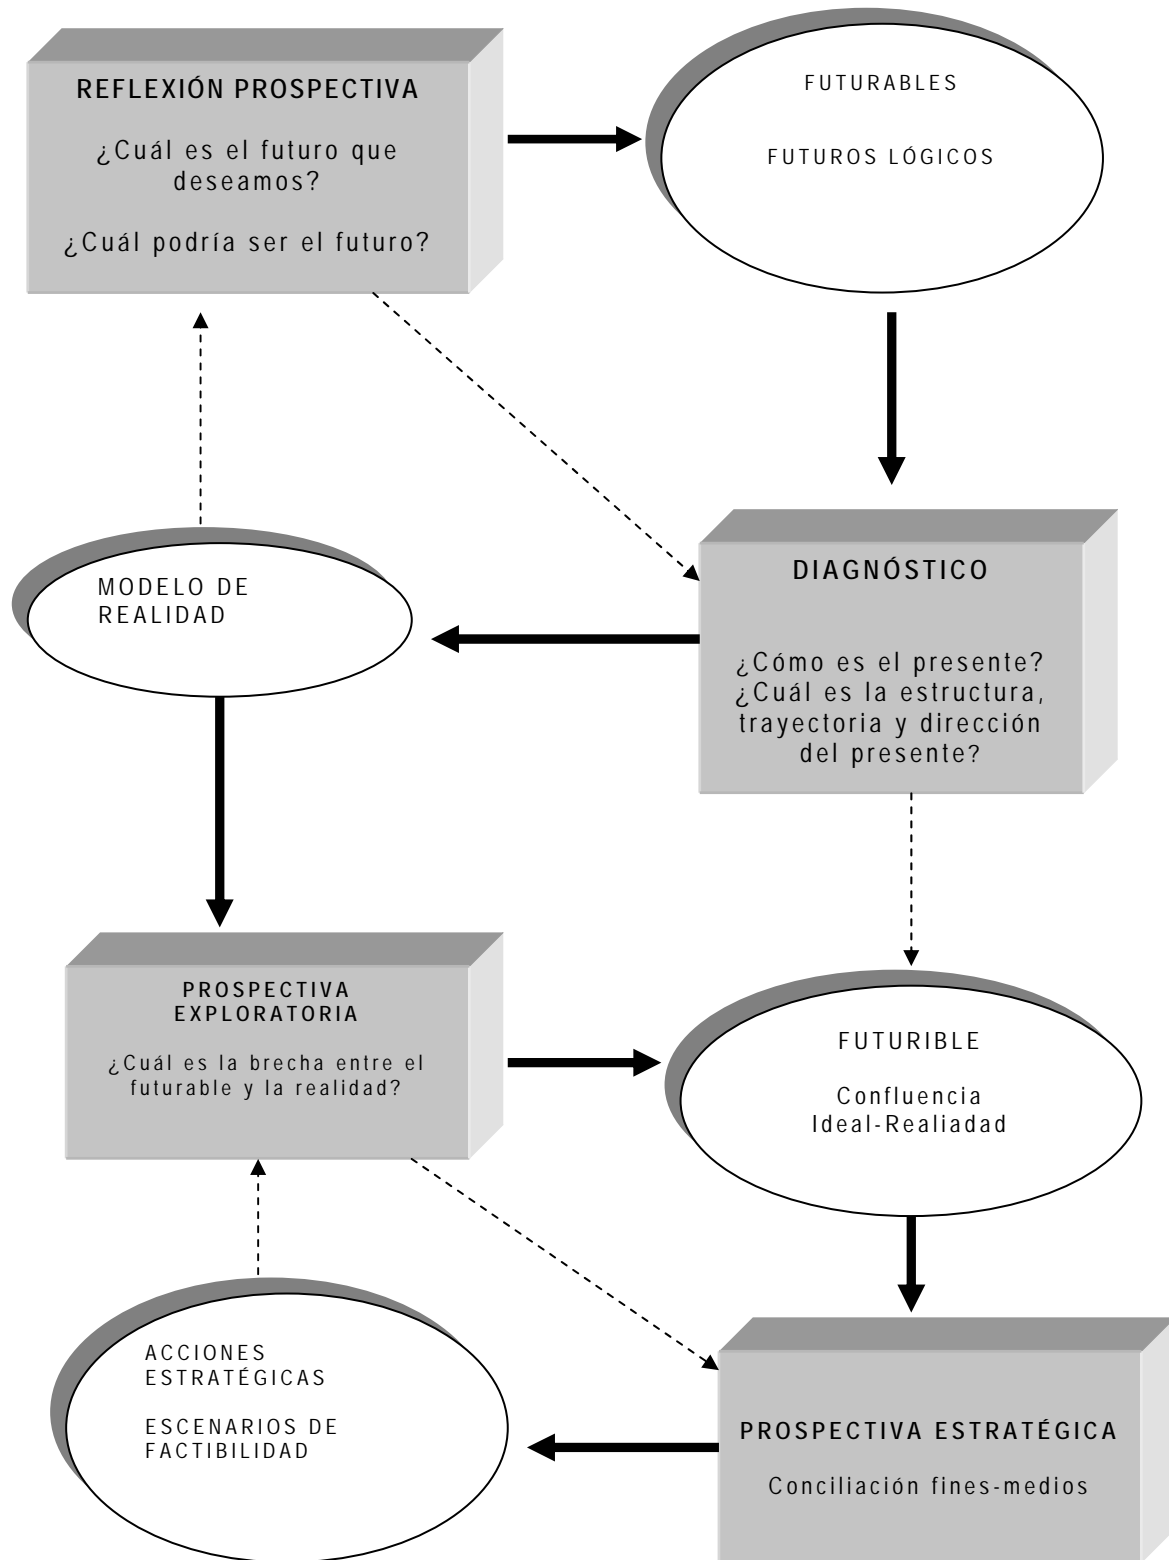 REFLEXIÓN PROSPECTIVA
¿Cuál es el futuro que
deseamos?
¿Cuál podría ser el futuro?
FUTURABLES
FUTUROS LÓGICOS
MODELO DE
REALIDAD
DIAGNÓSTICO
¿Cómo es el presente?
¿Cuál es la estructura,
trayectoria y dirección
del presente?
PROSPECTIVA
EXPLORATORIA
¿Cuál es la brecha entre el
futurable y la realidad?
FUTURIBLE
Confluencia
Ideal-Realiadad
ACCIONES
ESTRATÉGICAS
ESCENARIOS DE
FACTIBILIDAD
PROSPECTIVA ESTRATÉGICA
Conciliación fines-medios